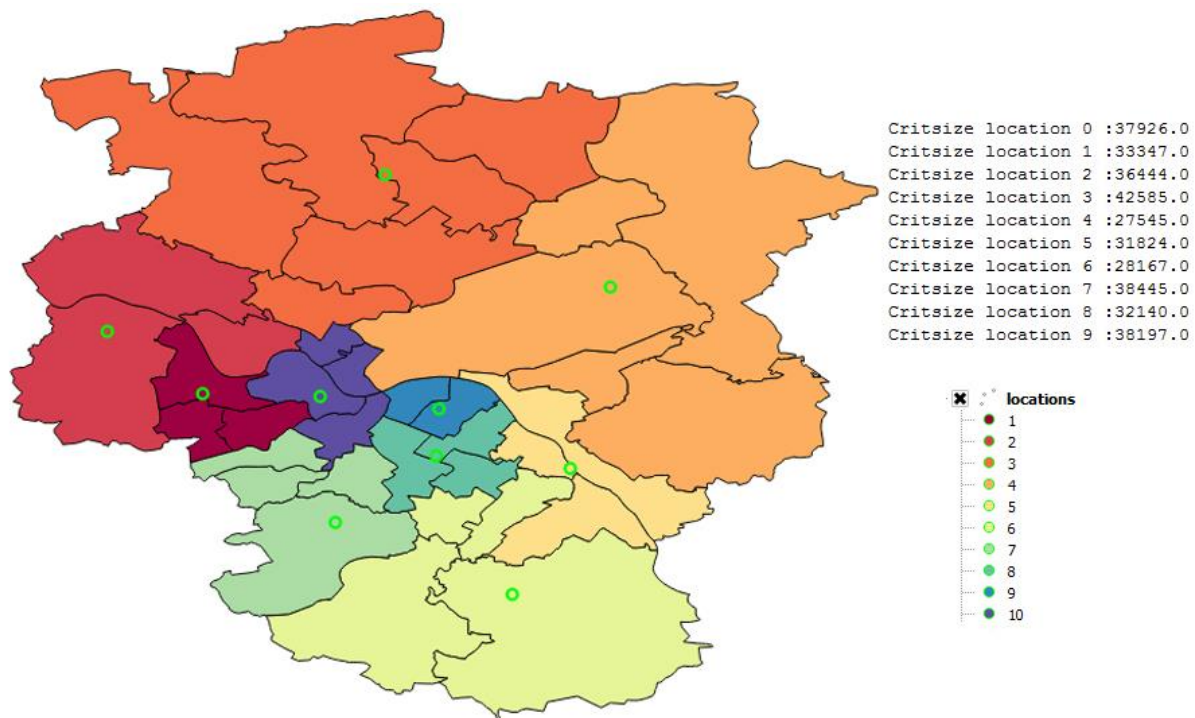 Critsize location 0 :37926.0
Critsize location 1 :33347.0
Critsize location 2 :36444.0
Critsize location 3 :42585.0
Critsize location 4 :27545.0
Critsize location 5 :31824.0
Critsize location 6 :28167.0
Critsize location 7 :38445.0
Critsize location 8 :32140.0
Critsize location 9 :38197.0
locations
1
2
3
4
5
6
7
8
9
10